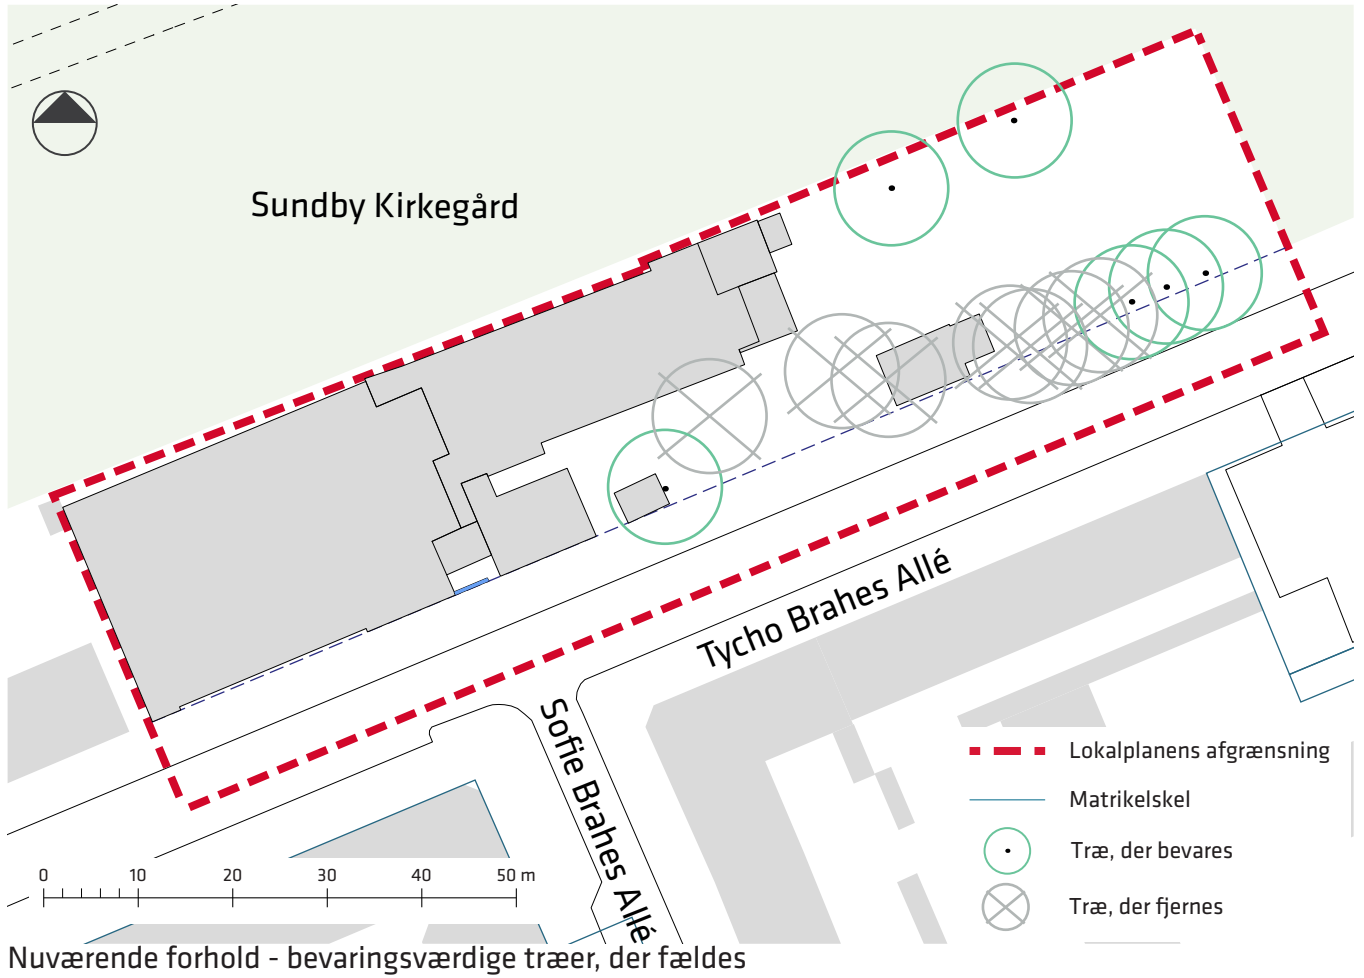 Sundby Kirkegård
Tycho Brahes Allé
Sofie Brahes Allé
Lokalplanens afgrænsning
Matrikelskel
Træ, der bevares
Træ, der fjernes
0 10 20 30 40 50 m
Nuværende forhold - bevaringsværdige træer, der fældes